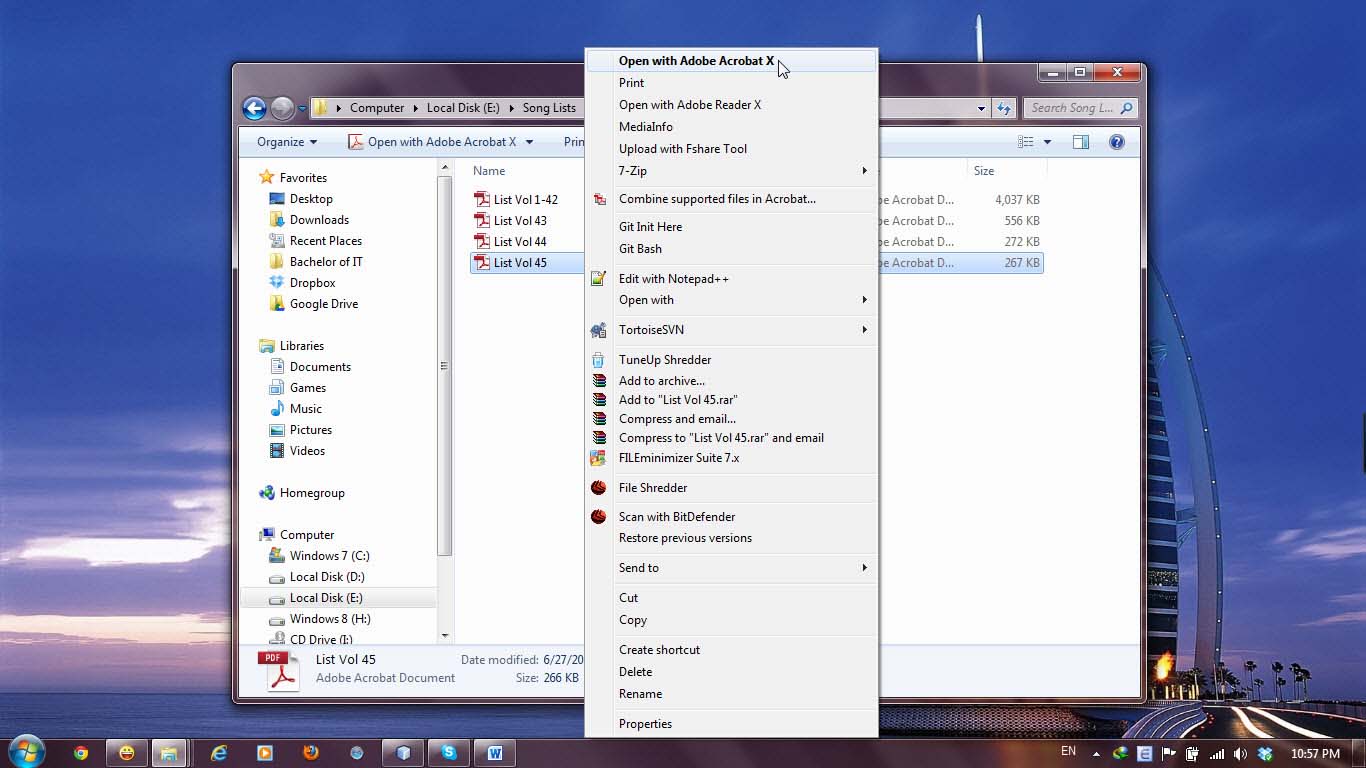 Computer
Local Disk (E:)
Song Lists
Search Song L...
Organize
Open with Adobe Acrobat X
Prin
Favorites
Desktop
Downloads
Recent Places
Bachelor of IT
Dropbox
Google Drive
Libraries
Documents
Games
Music
Pictures
Videos
Homegroup
Computer
Windows 7 (C:)
Local Disk (D:)
Local Disk (E:)
Windows 8 (H:)
CD Drive (I:)
Name
Size
List Vol 1-42
be Acrobat D...
4,037 KB
List Vol 43
be Acrobat D...
556 KB
List Vol 44
be Acrobat D...
272 KB
List Vol 45
be Acrobat D...
267 KB
Open with Adobe Acrobat X
Print
Open with Adobe Reader X
MediaInfo
Upload with Fshare Tool
7-Zip
Combine supported files in Acrobat...
Git Init Here
Git Bash
Edit with Notepad++
Open with
TortoiseSVN
TuneUp Shredder
Add to archive...
Add to "List Vol 45.rar"
Compress and email...
Compress to "List Vol 45.rar" and email
FILEminimizer Suite 7.x
File Shredder
Scan with BitDefender
Restore previous versions
Send to
Cut
Copy
Create shortcut
Delete
Rename
Properties
PDF
List Vol 45
Date modified: 6/27/20
Adobe Acrobat Document
Size: 266 KB
EN
10:57 PM